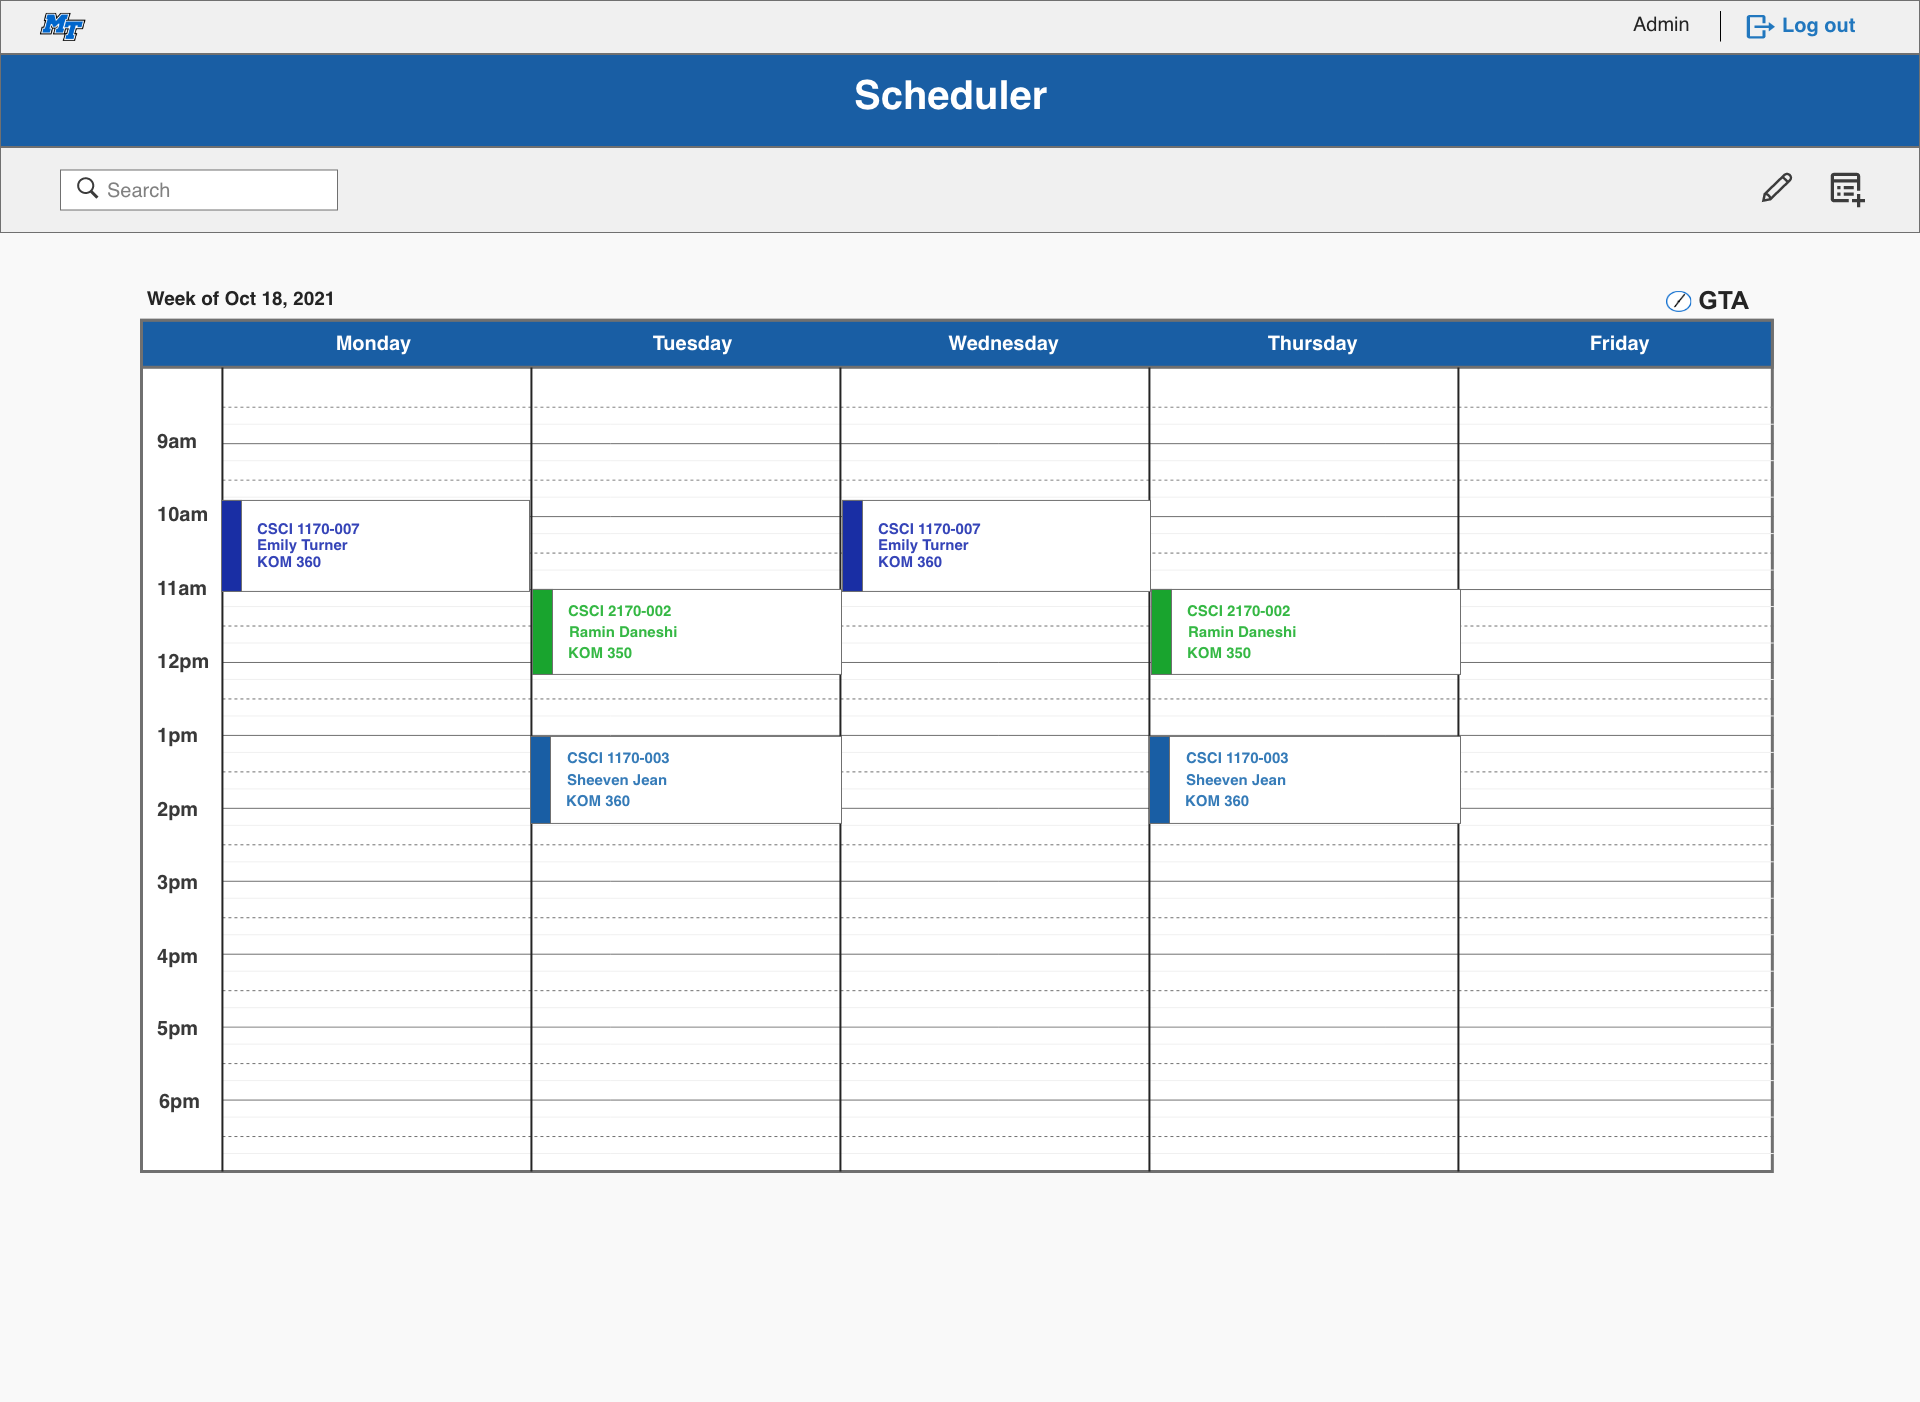 MT
Admin
Log out
Scheduler
Search
Week of Oct 18, 2021
GTA
Monday Tuesday Wednesday Thursday Friday
9am
10am
CSCI 1170-007
Emily Turner
KOM 360
CSCI 1170-007
Emily Turner
KOM 360
11am
CSCI 2170-002
Ramin Daneshi
KOM 350
CSCI 2170-002
Ramin Daneshi
KOM 350
12pm
1pm
CSCI 1170-003
Sheeven Jean
KOM 360
CSCI 1170-003
Sheeven Jean
KOM 360
2pm
3pm
4pm
5pm
6pm